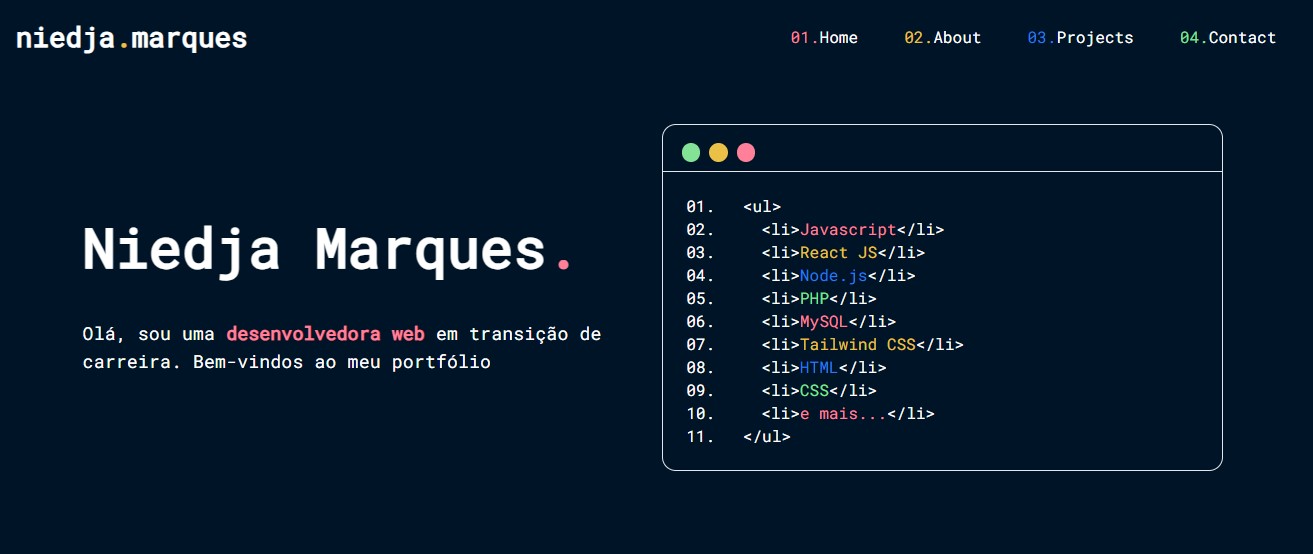 niedja.marques
01.Home 02.About 03.Projects 04.Contact
Niedja Marques.
Olá, sou uma desenvolvedora web em transição de
carreira. Bem-vindos ao meu portfólio
01. <ul>
02. <li>Javascript</li>
03. <li>React JS</li>
04. <li>Node.js</li>
05. <li>PHP</li>
06. <li>MySQL</li>
07. <li>Tailwind CSS</li>
08. <li>HTML</li>
09. <li>CSS</li>
10. <li>e mais...</li>
11. </ul>